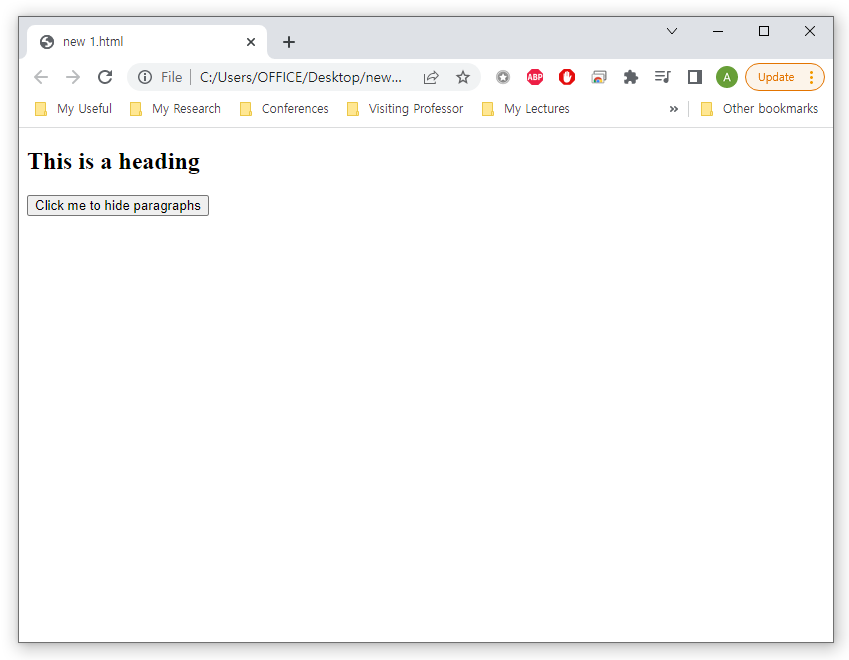 new 1.html
File C:/Users/OFFICE/Desktop/new...
ABP
A
Update
My Useful My Research Conferences Visiting Professor My Lectures » Other bookmarks
This is a heading
Click me to hide paragraphs